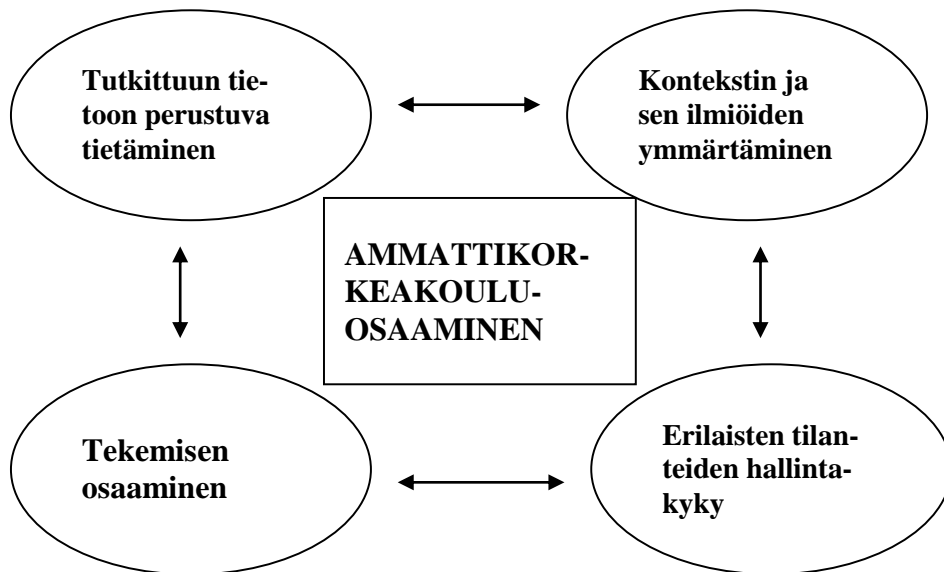 Tutkittuun tie-
toon perustuva
tietäminen
Kontekstin ja
sen ilmiöiden
ymmärtäminen
AMMATTIKOR-
KEAKOULU-
OSAAMINEN
Tekemisen
osaaminen
Erilaisten tilan-
teiden hallinta-
kyky